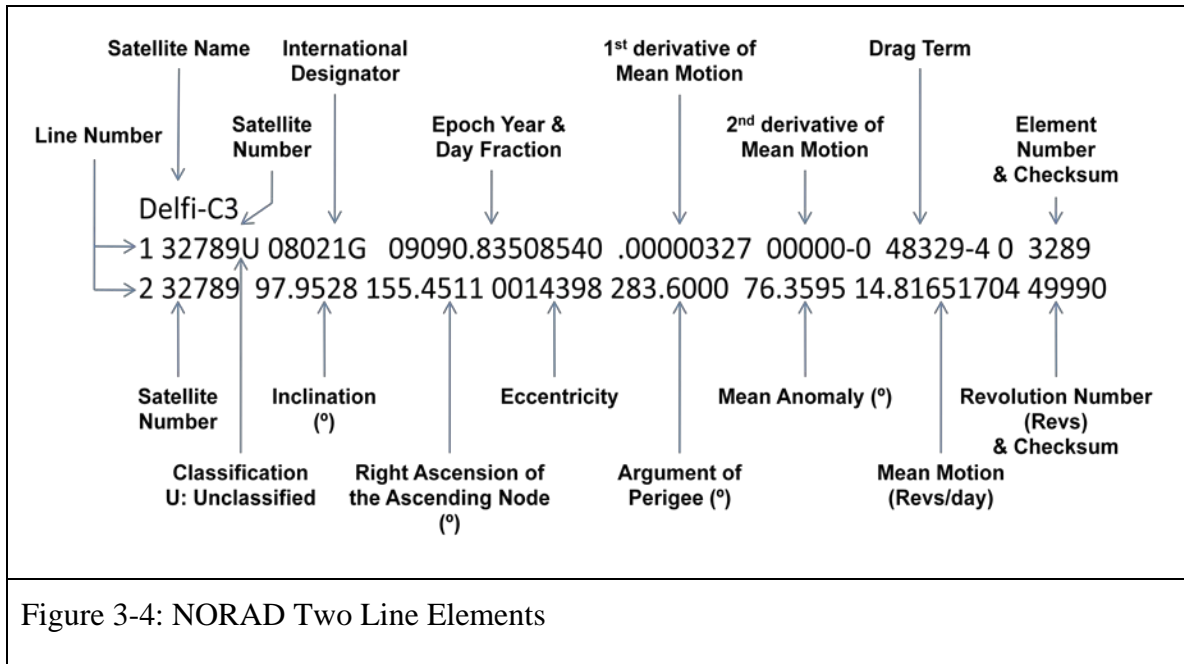 Satellite Name
International
Designator
1st derivative of
Mean Motion
Drag Term
Line Number
Satellite
Number
Epoch Year &
Day Fraction
2nd derivative of
Mean Motion
Element
Number
& Checksum
Delfi-C3
1 32789U 08021G 09090.83508540 .00000327 00000-0 48329-4 0 3289
2 32789 97.9528 155.4511 0014398 283.6000 76.3595 14.81651704 49990
Satellite
Number
Inclination
(º)
Eccentricity
Mean Anomaly (º)
Revolution Number
(Revs)
& Checksum
Classification
U: Unclassified
Right Ascension of
the Ascending Node
(º)
Argument of
Perigee (º)
Mean Motion
(Revs/day)
Figure 3-4: NORAD Two Line Elements